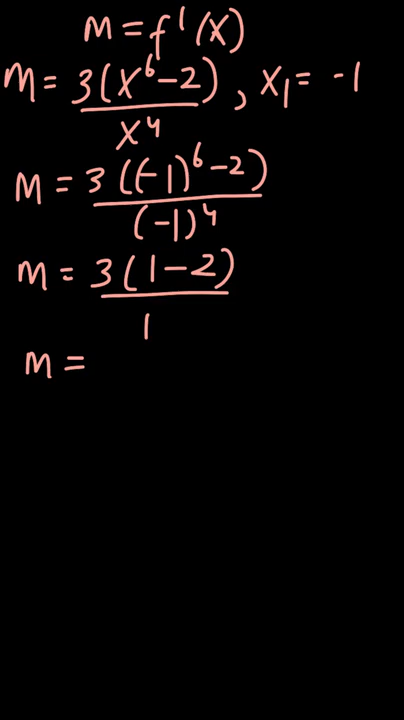 m = f'(x)
m = 3(x⁶-2)/x⁴, x₁ = -1
m = 3((-1)⁶-2)/(-1)⁴
m = 3(1-2)/1
m =